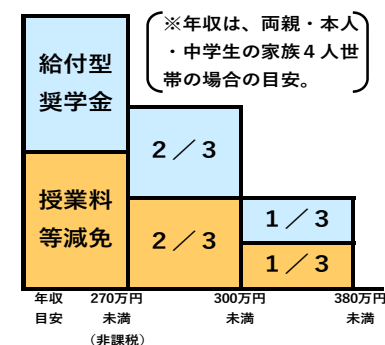 ※年収は、両親・本人
・中学生の家族４人世
帯の場合の目安。
給付型
奨学金
２／３
１／３
授業料
等減免
２／３
１／３
年収
目安
270万円
未満
（非課税）
300万円
未満
380万円
未満